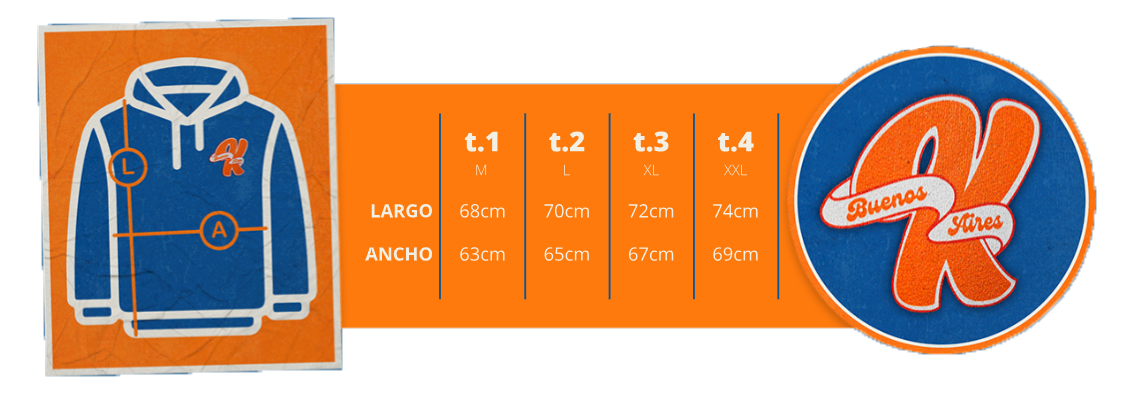 L
A
t.1 t.2 t.3 t.4
M L XL XXL
LARGO 68cm 70cm 72cm 74cm
ANCHO 63cm 65cm 67cm 69cm
Buenos
Aires